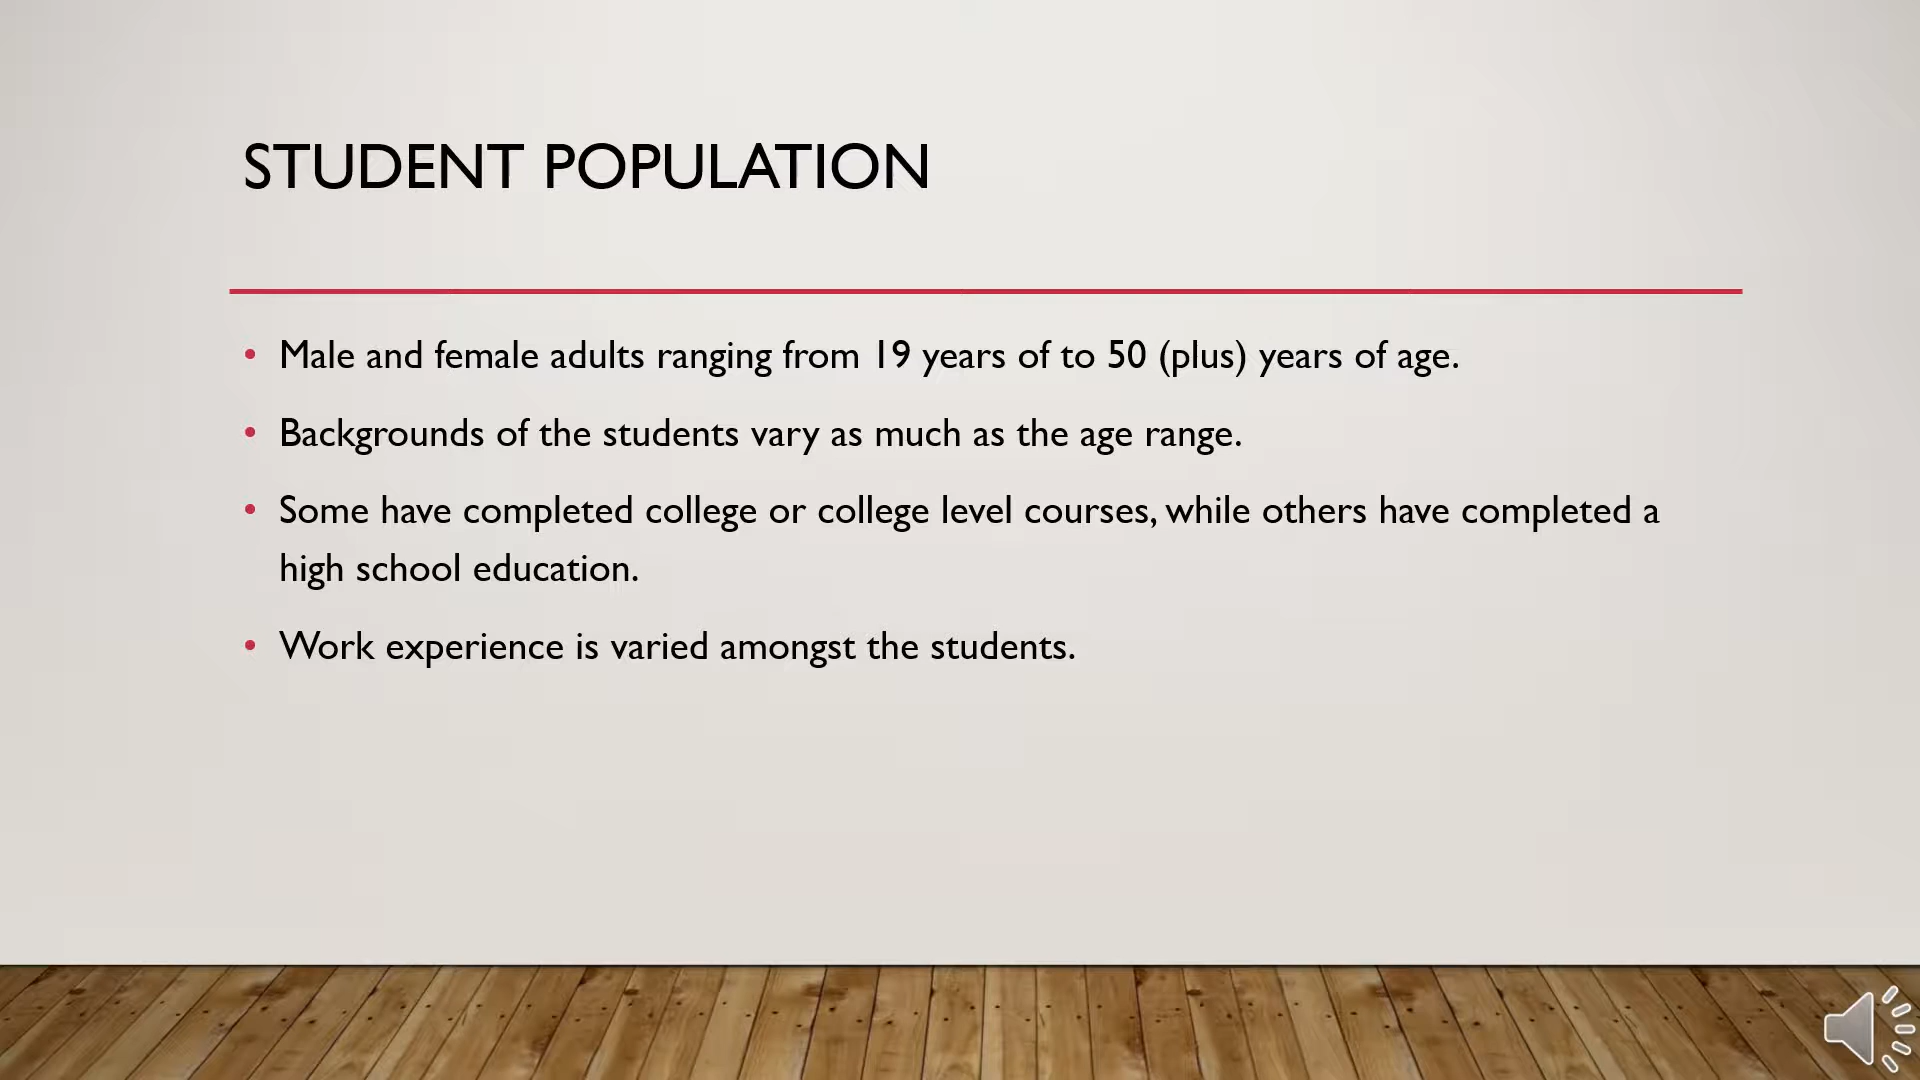 STUDENT POPULATION
• Male and female adults ranging from 19 years of to 50 (plus) years of age.
• Backgrounds of the students vary as much as the age range.
• Some have completed college or college level courses, while others have completed a
high school education.
• Work experience is varied amongst the students.